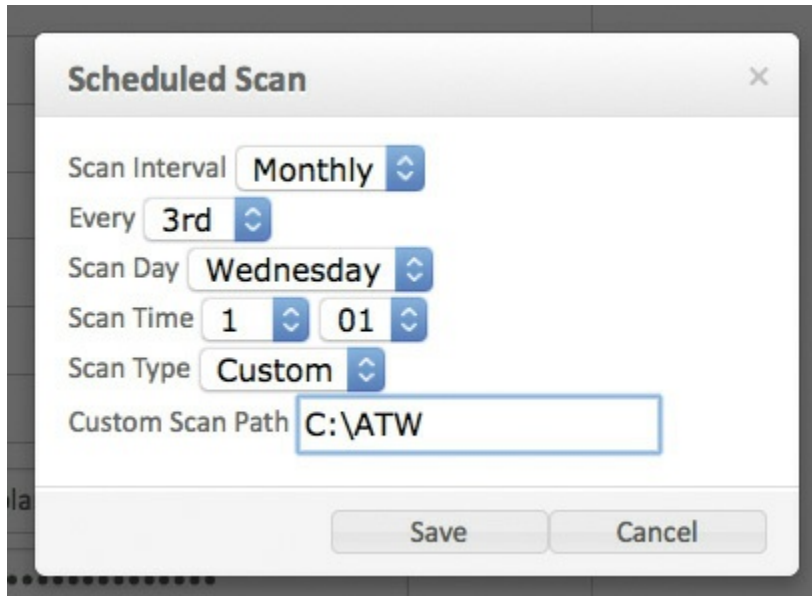 Scheduled Scan ×
Scan Interval Monthly
Every 3rd
Scan Day Wednesday
Scan Time 1 01
Scan Type Custom
Custom Scan Path C:\ATW
la
Save Cancel